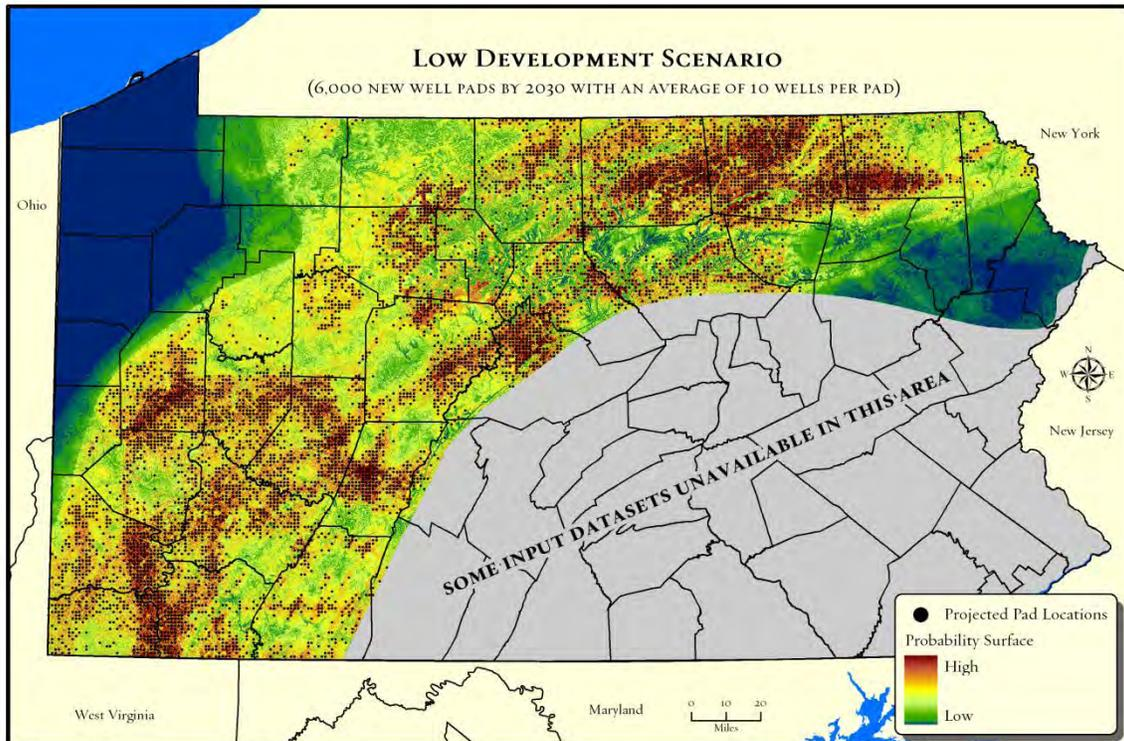 LOW DEVELOPMENT SCENARIO
(6,000 NEW WELL PADS BY 2030 WITH AN AVERAGE OF 10 WELLS PER PAD)
New York
Ohio
N
W E
S
New Jersey
SOME INPUT DATASETS UNAVAILABLE IN THIS AREA
Projected Pad Locations
Probability Surface
High
Low
West Virginia
Maryland
0 10 20
Miles